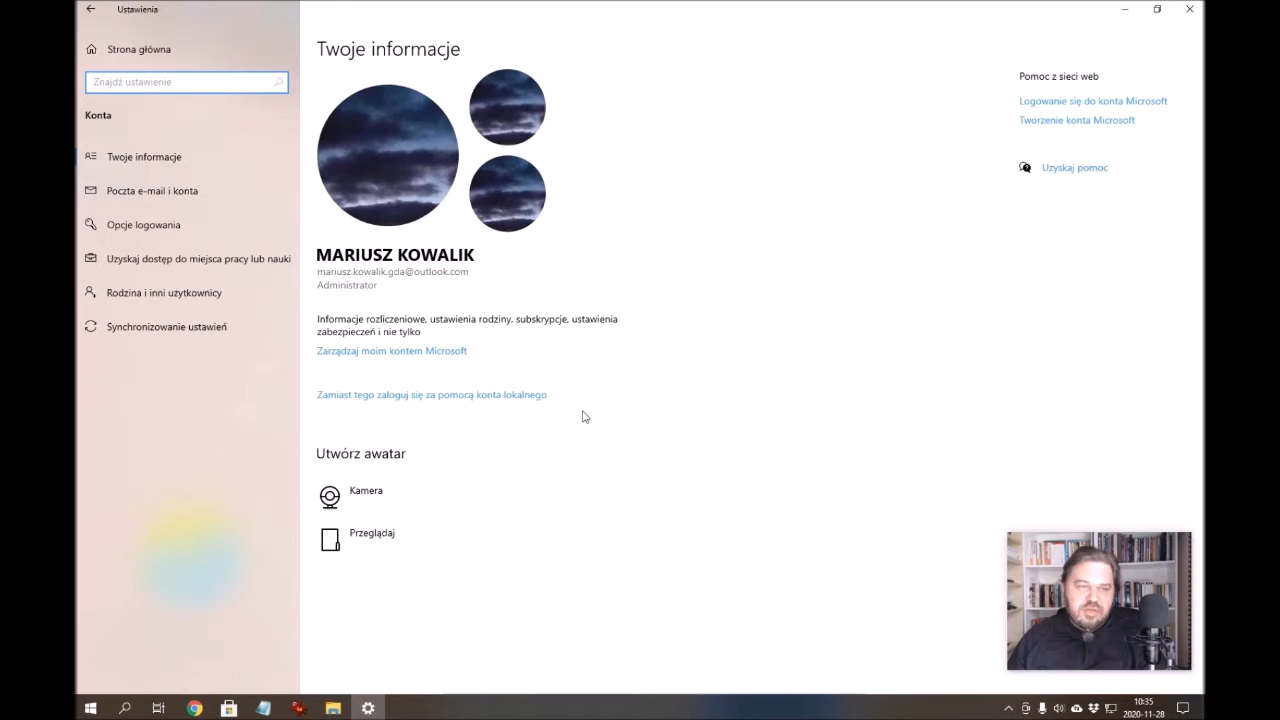 Ustawienia
Strona główna
Znajdź ustawienie
Konta
Twoje informacje
Poczta e-mail i konta
Opcje logowania
Uzyskaj dostęp do miejsca pracy lub nauki
Rodzina i inni użytkownicy
Synchronizowanie ustawień
Twoje informacje
MARIUSZ KOWALIK
mariusz.kowalik.gda@outlook.com
Administrator
Informacje rozliczeniowe, ustawienia rodziny, subskrypcje, ustawienia
zabezpieczeń i nie tylko
Zarządzaj moim kontem Microsoft
Zamiast tego zaloguj się za pomocą konta lokalnego
Utwórz awatar
Kamera
Przeglądaj
Pomoc z sieci web
Logowanie się do konta Microsoft
Tworzenie konta Microsoft
Uzyskaj pomoc
10:35
2020-11-28